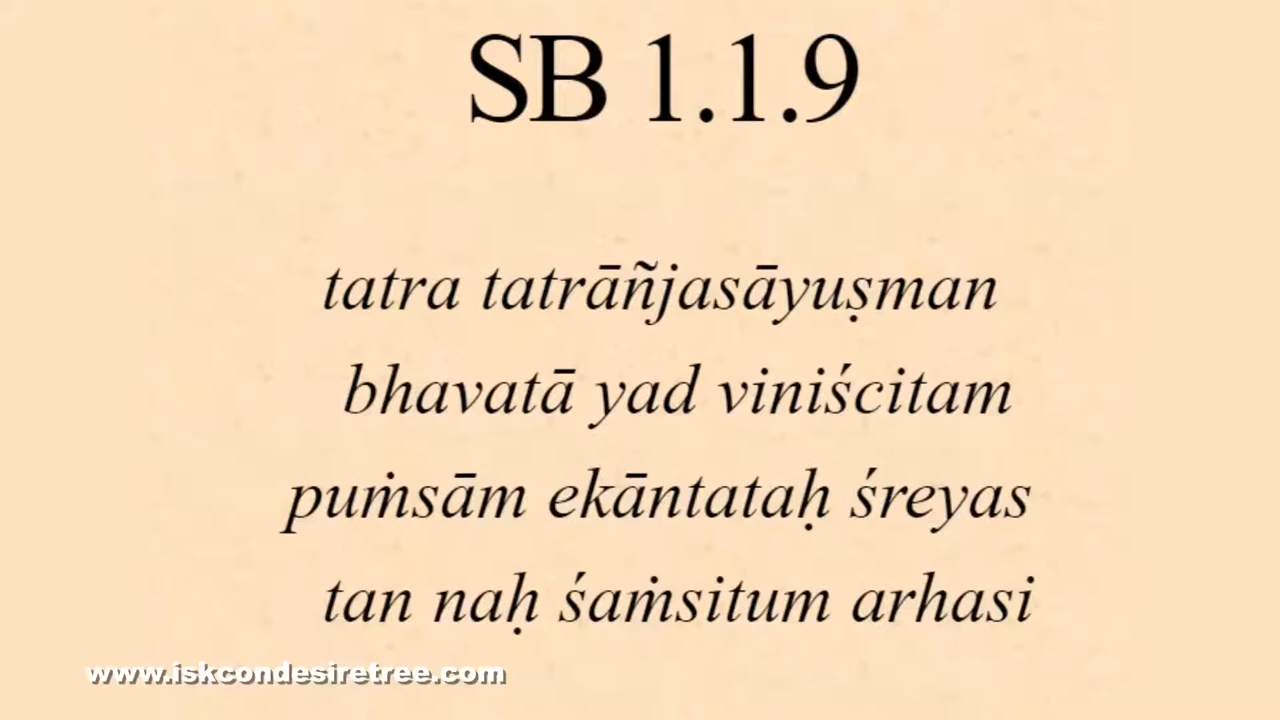 SB 1.1.9
tatra tatrāñjasāyuṣman
bhavatā yad viniścitam
puṁsām ekāntataḥ śreyas
tan naḥ śaṁsitum arhasi
www.iskcondesiretree.com